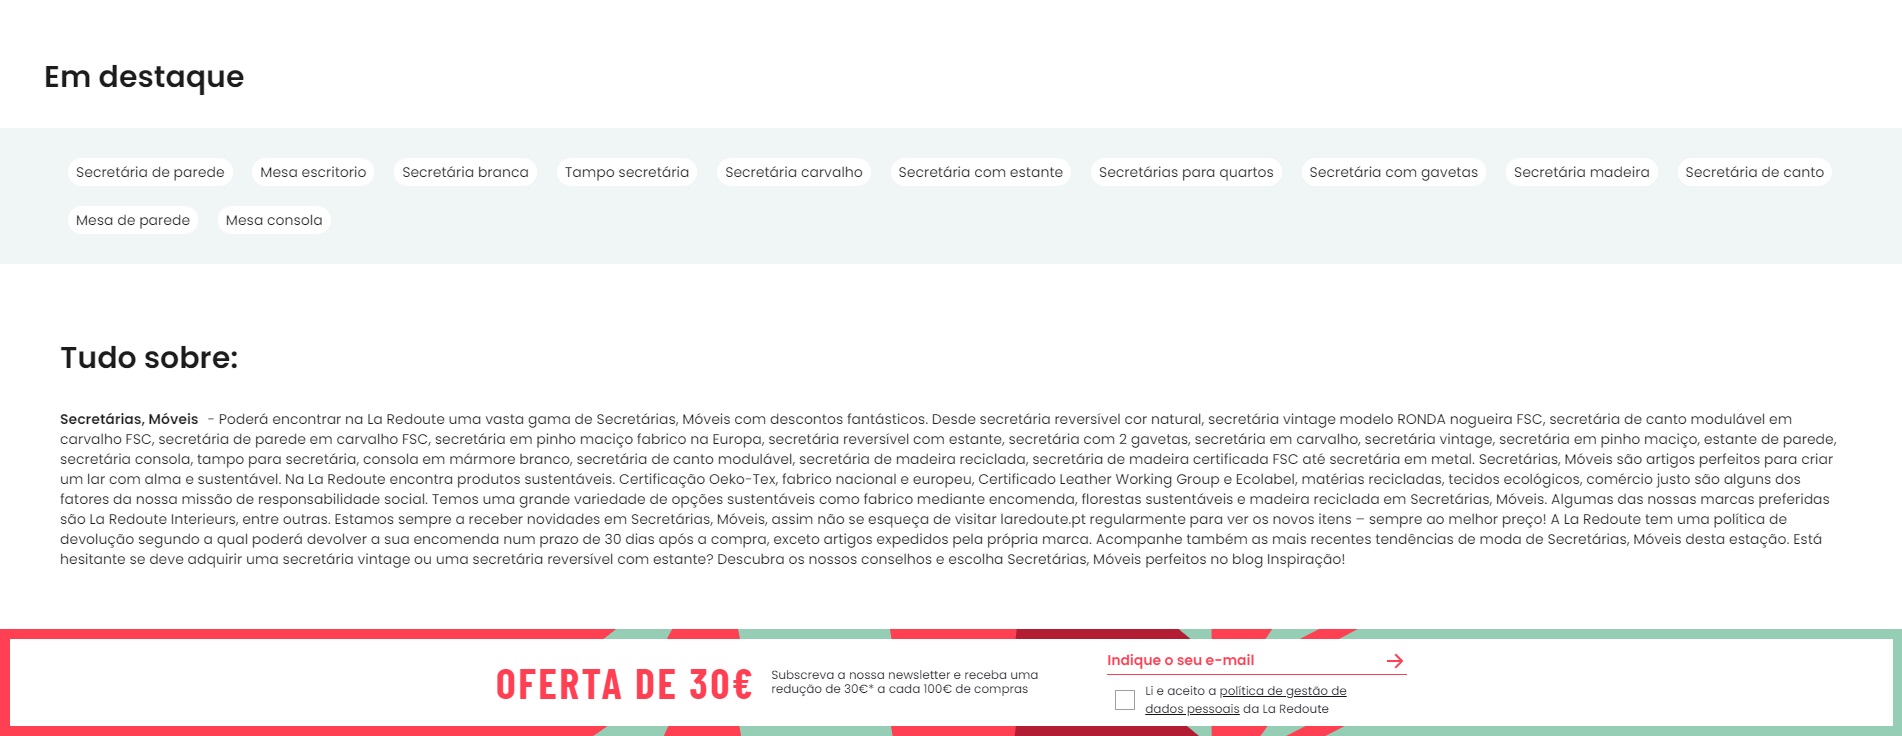 Em destaque
Secretária de parede Mesa escritorio Secretária branca Tampo secretária Secretária carvalho Secretária com estante Secretárias para quartos Secretária com gavetas Secretária madeira Secretária de canto
Mesa de parede Mesa consola
Tudo sobre:
Secretárias, Móveis - Poderá encontrar na La Redoute uma vasta gama de Secretárias, Móveis com descontos fantásticos. Desde secretária reversível cor natural, secretária vintage modelo RONDA nogueira FSC, secretária de canto modulável em
carvalho FSC, secretária de parede em carvalho FSC, secretária em pinho maciço fabrico na Europa, secretária reversível com estante, secretária com 2 gavetas, secretária em carvalho, secretária vintage, secretária em pinho maciço, estante de parede,
secretária consola, tampo para secretária, consola em mármore branco, secretária de canto modulável, secretária de madeira reciclada, secretária de madeira certificada FSC até secretária em metal. Secretárias, Móveis são artigos perfeitos para criar
um lar com alma e sustentável. Na La Redoute encontra produtos sustentáveis. Certificação Oeko-Tex, fabrico nacional e europeu, Certificado Leather Working Group e Ecolabel, matérias recicladas, tecidos ecológicos, comércio justo são alguns dos
fatores da nossa missão de responsabilidade social. Temos uma grande variedade de opções sustentáveis como fabrico mediante encomenda, florestas sustentáveis e madeira reciclada em Secretárias, Móveis. Algumas das nossas marcas preferidas
são La Redoute Interieurs, entre outras. Estamos sempre a receber novidades em Secretárias, Móveis, assim não se esqueça de visitar laredoute.pt regularmente para ver os novos itens – sempre ao melhor preço! A La Redoute tem uma política de
devolução segundo a qual poderá devolver a sua encomenda num prazo de 30 dias após a compra, exceto artigos expedidos pela própria marca. Acompanhe também as mais recentes tendências de moda de Secretárias, Móveis desta estação. Está
hesitante se deve adquirir uma secretária vintage ou uma secretária reversível com estante? Descubra os nossos conselhos e escolha Secretárias, Móveis perfeitos no blog Inspiração!
OFERTA DE 30€
Subscreva a nossa newsletter e receba uma
redução de 30€* a cada 100€ de compras
Indique o seu e-mail
Li e aceito a política de gestão de
dados pessoais da La Redoute